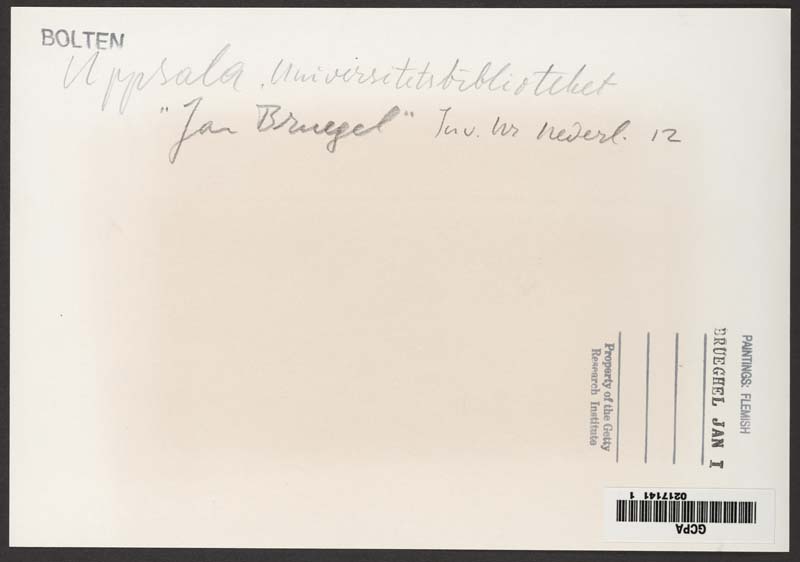 BOLTEN
Uppsala, Universitetsbiblioteket
"Jan Bruegel" Inv. Nr nederl. 12
PAINTINGS: FLEMISH
BRUEGHEL JAN I
Property of the Getty
Research Institute
GCPA
0217141 1